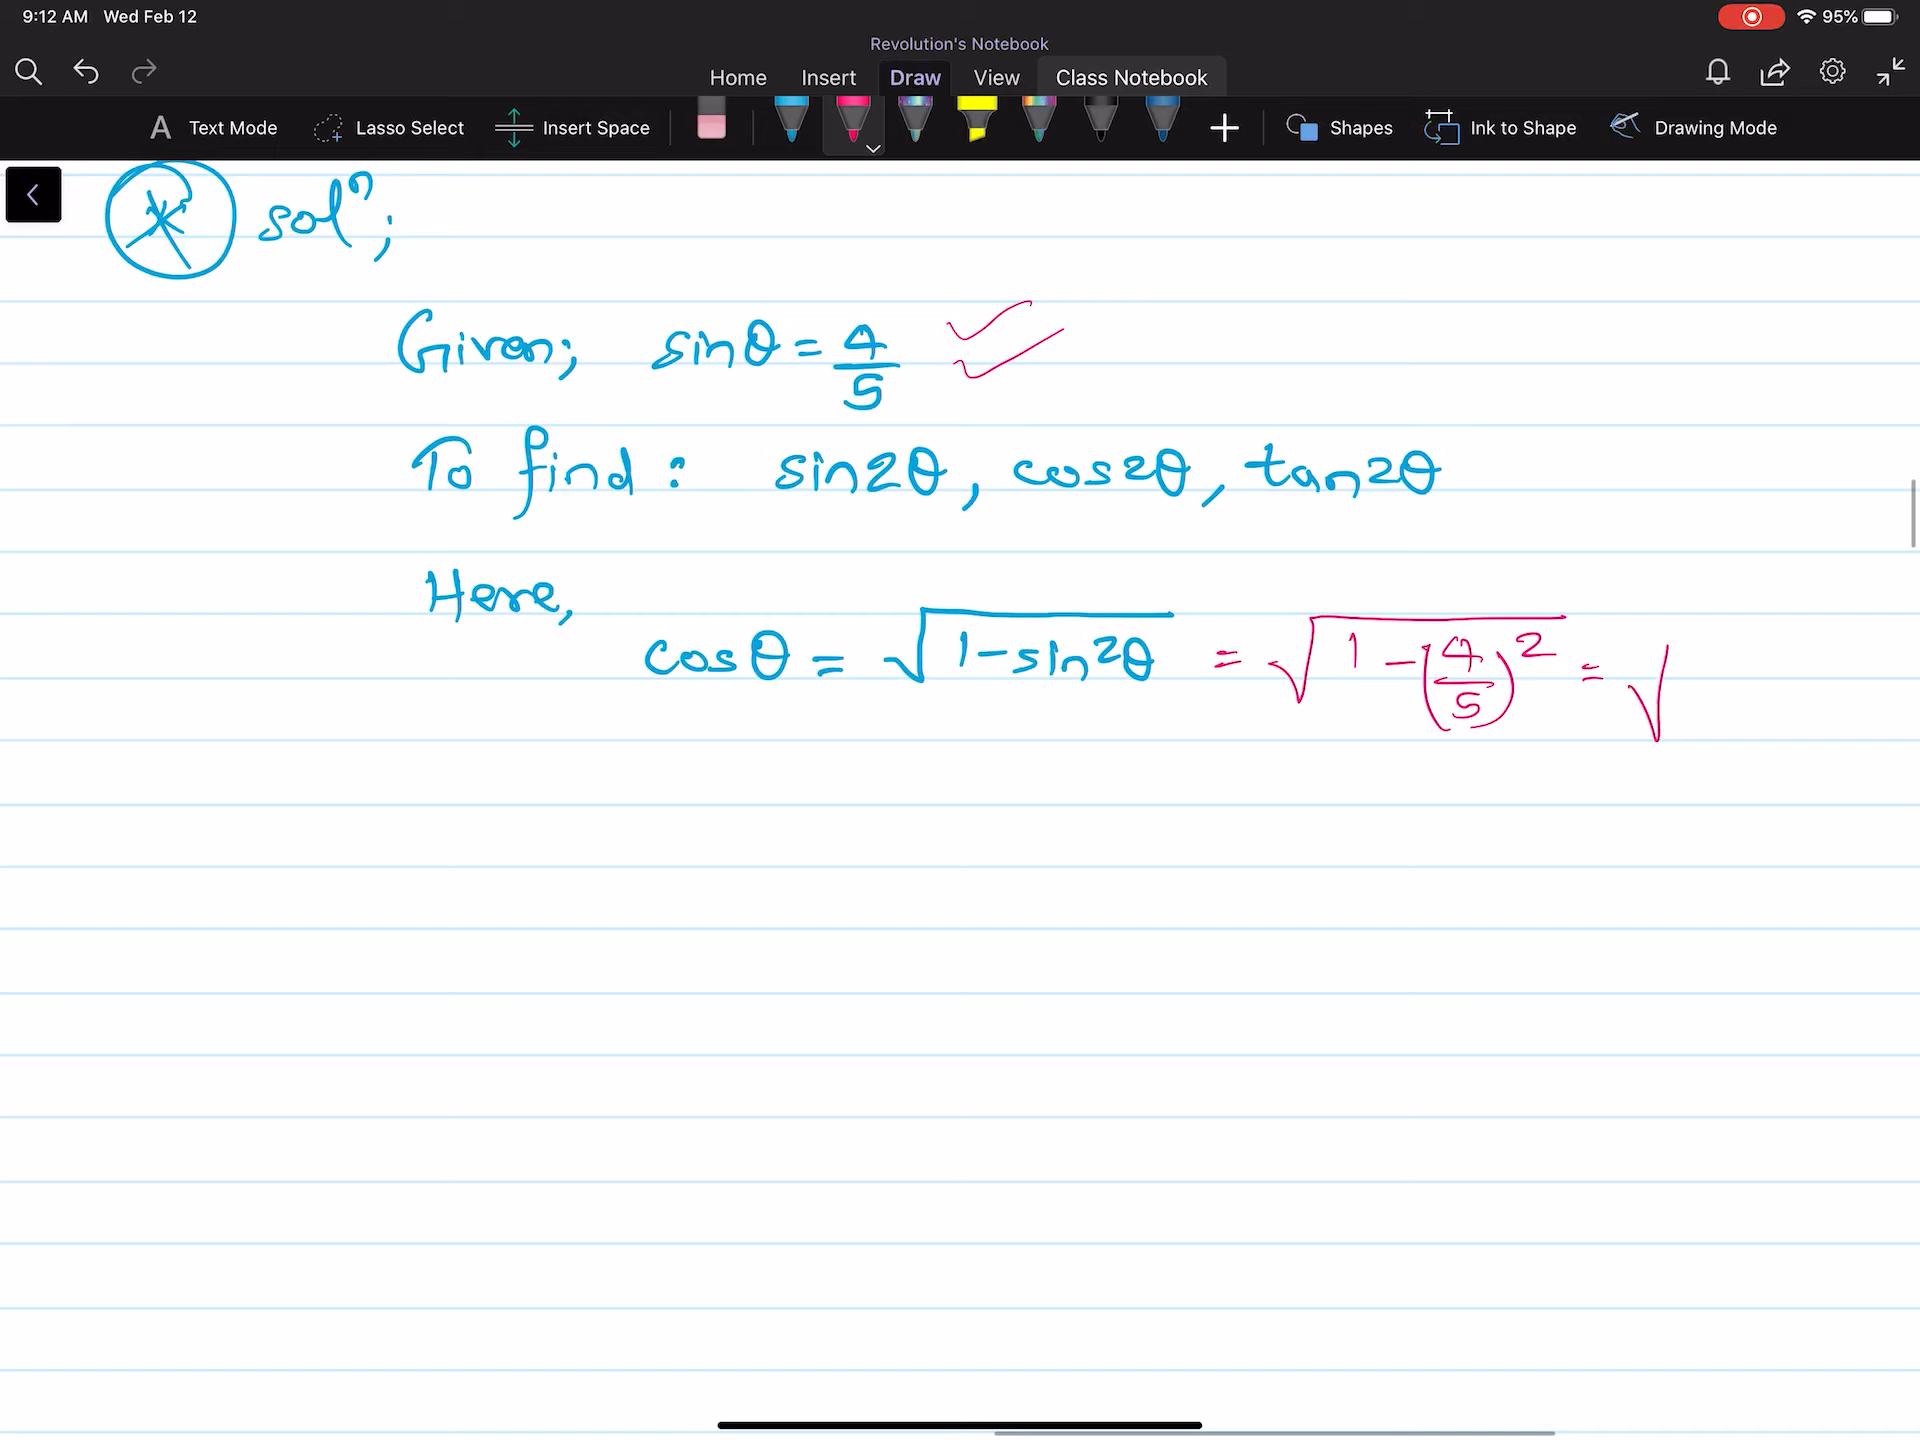 9:12 AM Wed Feb 12
95%
Revolution's Notebook
Home Insert Draw View Class Notebook
Text Mode Lasso Select Insert Space Shapes Ink to Shape Drawing Mode
solⁿ;
Given; sinθ = 4/5
To find : sin2θ, cos2θ, tan2θ
Here,
cosθ = √(1-sin²θ) = √(1-(4/5)²) = √